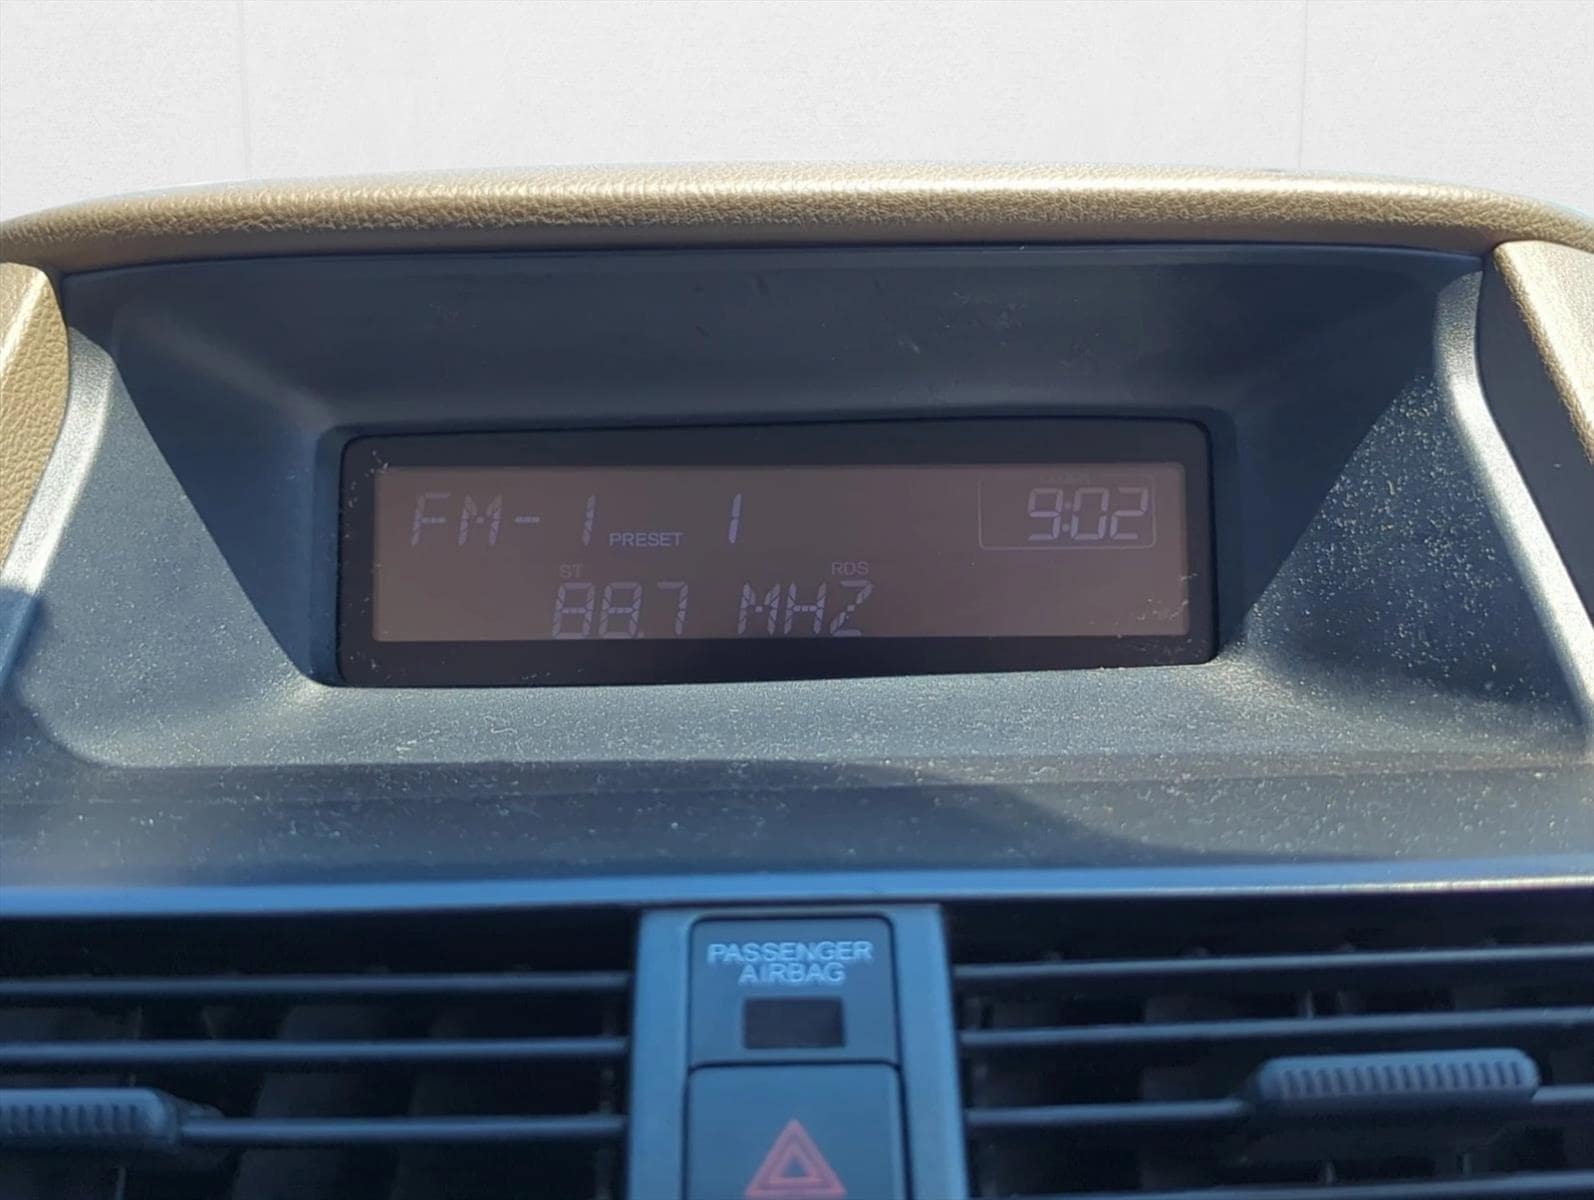 FM-1 PRESET 1 9:02
ST RDS
88.7 MHZ
PASSENGER
AIRBAG